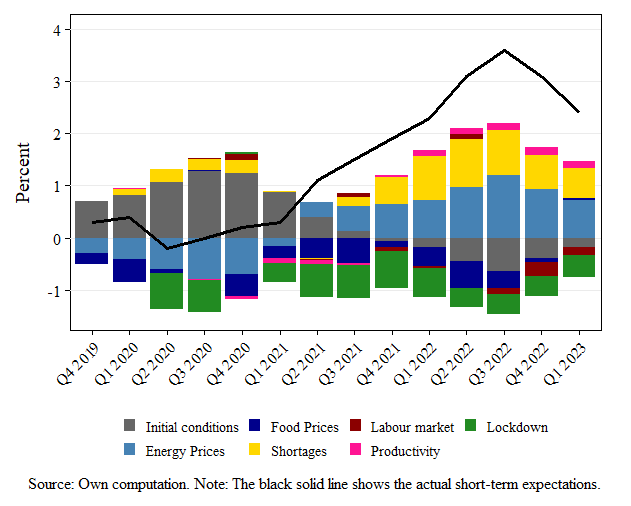 4
3
2
1
0
-1
Percent
Q4 2019
Q1 2020
Q2 2020
Q3 2020
Q4 2020
Q1 2021
Q2 2021
Q3 2021
Q4 2021
Q1 2022
Q2 2022
Q3 2022
Q4 2022
Q1 2023
Initial conditions Food Prices Labour market Lockdown
Energy Prices Shortages Productivity
Source: Own computation. Note: The black solid line shows the actual short-term expectations.